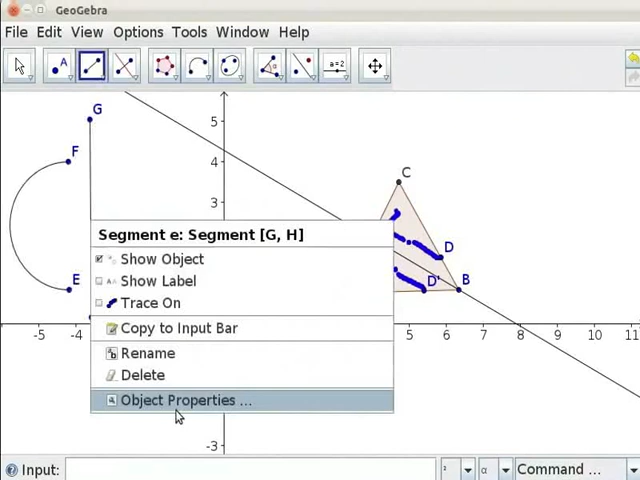 GeoGebra
File Edit View Options Tools Window Help
A
α
a=2
G
5
F
4
C
3
Segment e: Segment [G, H]
Show Object
Show Label
Trace On
Copy to Input Bar
Rename
Delete
Object Properties ...
D
E
D'
B
-5 -4 5 6 7 8 9 10 11
-3
Input:
α
Command ...